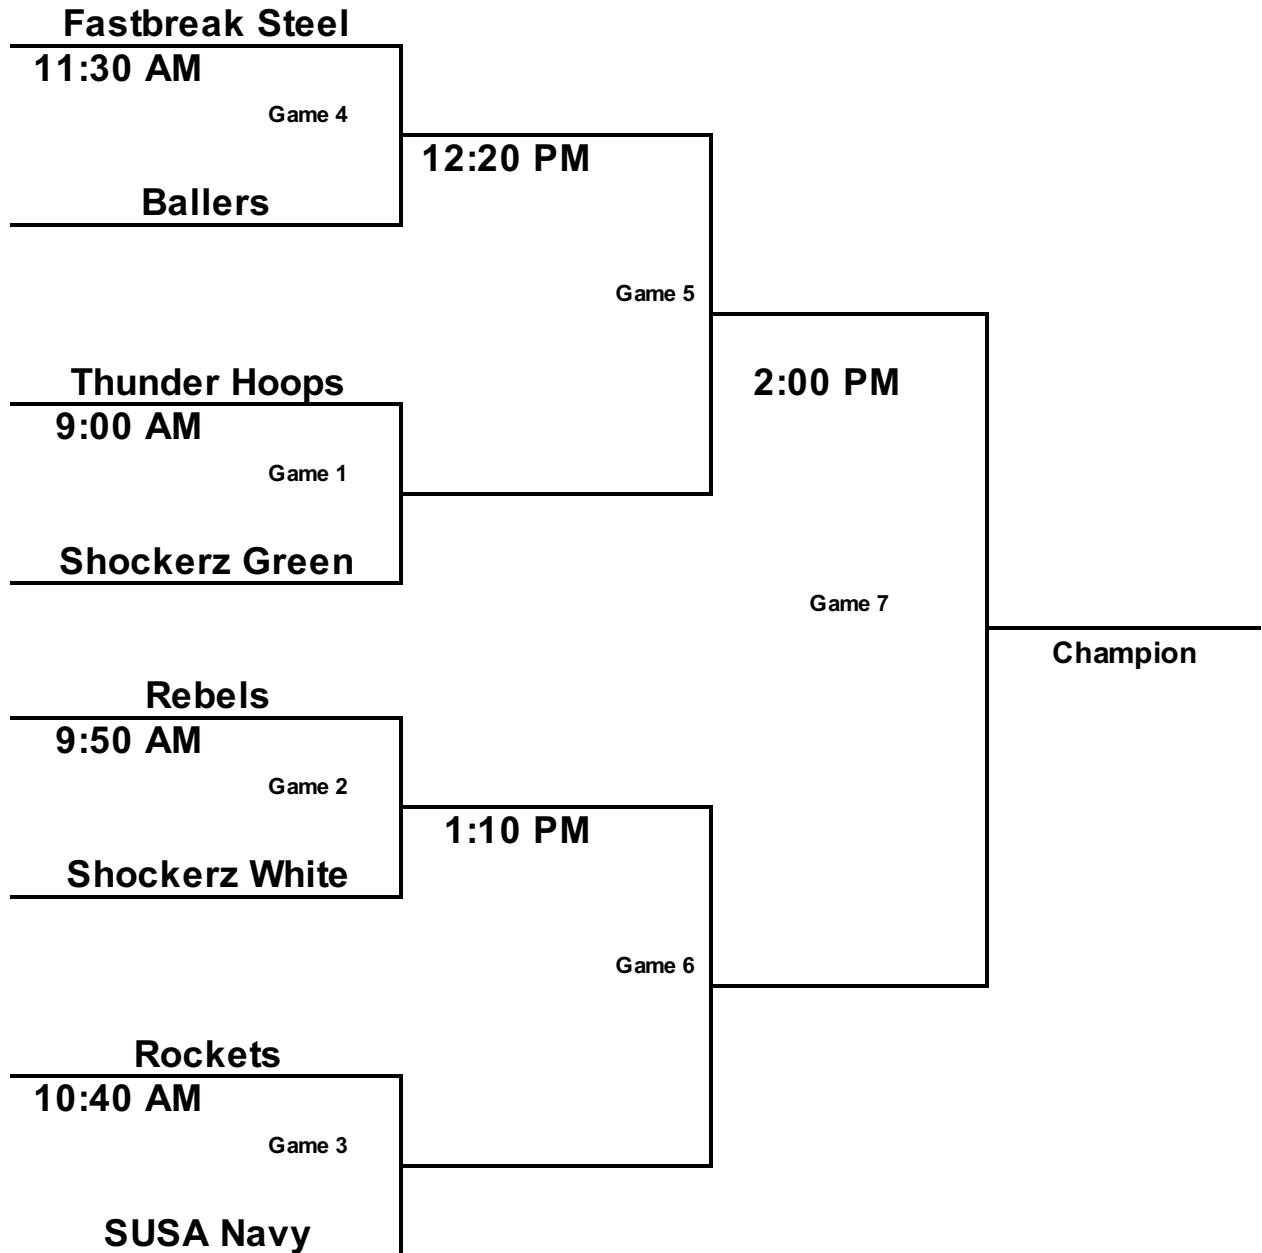 Fastbreak Steel
11:30 AM
Game 4
12:20 PM
Ballers
Game 5
Thunder Hoops
2:00 PM
9:00 AM
Game 1
Shockerz Green
Game 7
Champion
Rebels
9:50 AM
Game 2
1:10 PM
Shockerz White
Game 6
Rockets
10:40 AM
Game 3
SUSA Navy